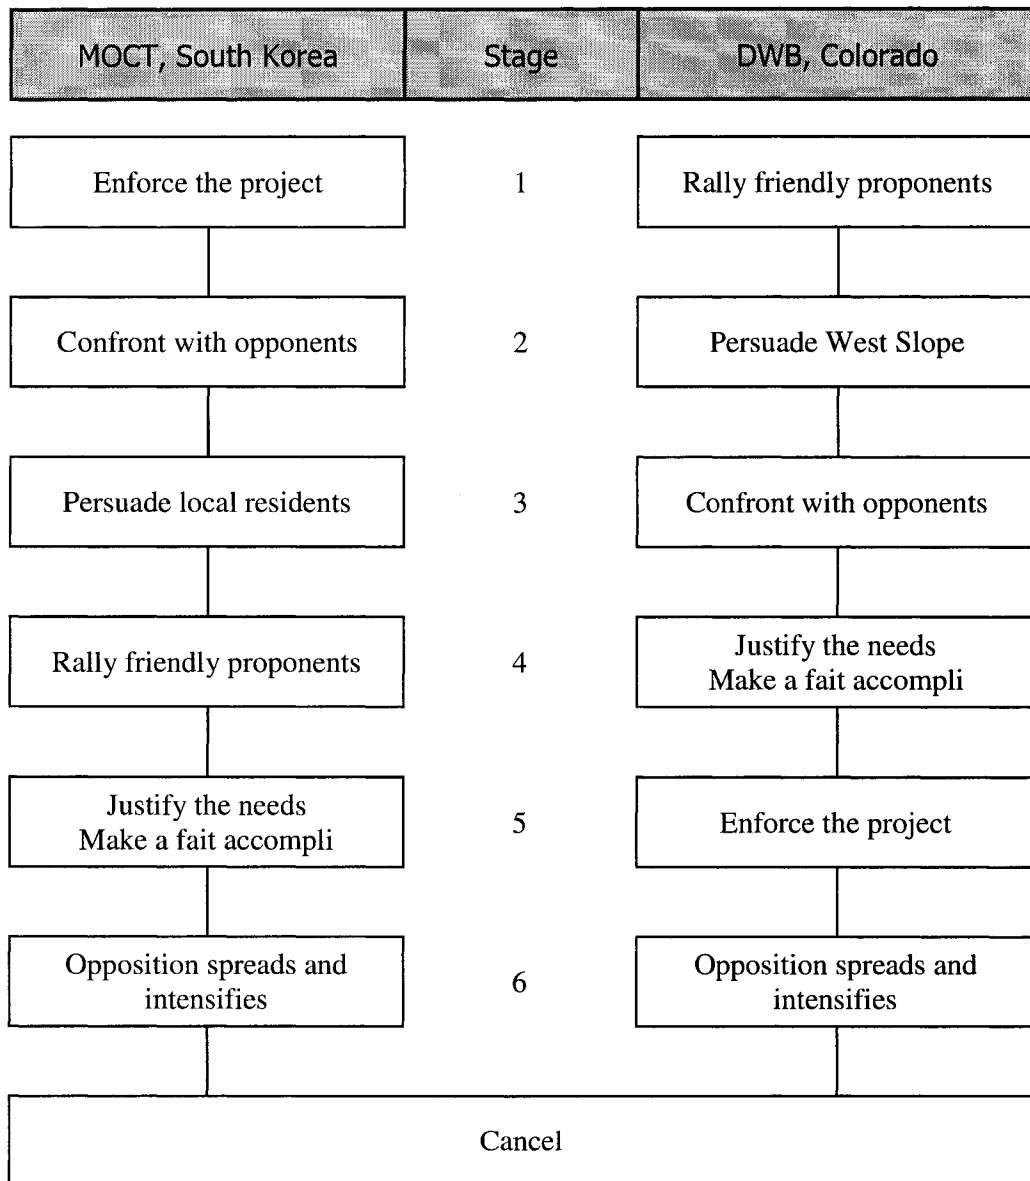 MOCT, South Korea Stage DWB, Colorado
Enforce the project 1 Rally friendly proponents
Confront with opponents 2 Persuade West Slope
Persuade local residents 3 Confront with opponents
Rally friendly proponents 4 Justify the needs
Make a fait accompli
Justify the needs
Make a fait accompli 5 Enforce the project
Opposition spreads and
intensifies 6 Opposition spreads and
intensifies
Cancel